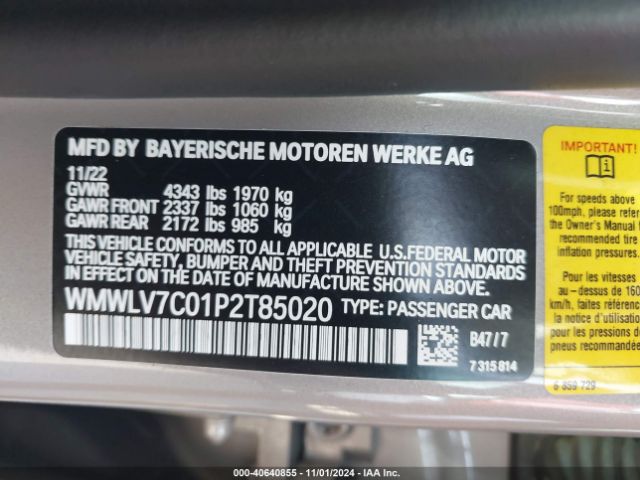 MFD BY BAYERISCHE MOTOREN WERKE AG
11/22
GVWR 4343 lbs 1970 kg
GAWR FRONT 2337 lbs 1060 kg
GAWR REAR 2172 lbs 985 kg
THIS VEHICLE CONFORMS TO ALL APPLICABLE U.S.FEDERAL MOTOR
VEHICLE SAFETY, BUMPER AND THEFT PREVENTION STANDARDS
IN EFFECT ON THE DATE OF MANUFACTURE SHOWN ABOVE.
WMWLV7C01P2T85020 TYPE: PASSENGER CAR
B47/7
7 315 814
IMPORTANT!
For speeds above
100mph, please refer
the Owner's Manual f
recommended tire
inflation pressures.
Pour les vitesses
au-dessus de 160
km/h, faites référence
la notice d'utilisation
pour les pressions de
pneus recommandées
6 859 729
000-40640855 - 11/01/2024 - IAA Inc.